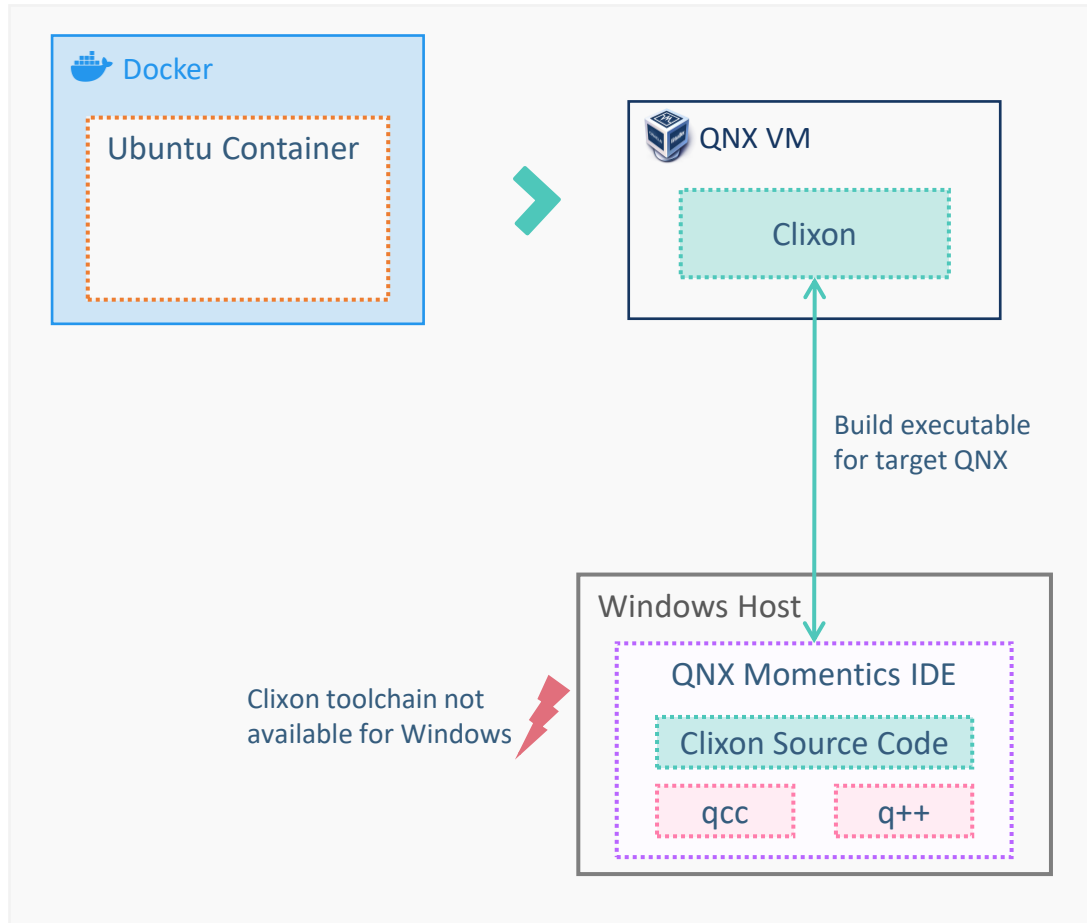 Docker
Ubuntu Container
QNX VM
Clixon
Build executable
for target QNX
Windows Host
QNX Momentics IDE
Clixon toolchain not
available for Windows
Clixon Source Code
qcc
q++